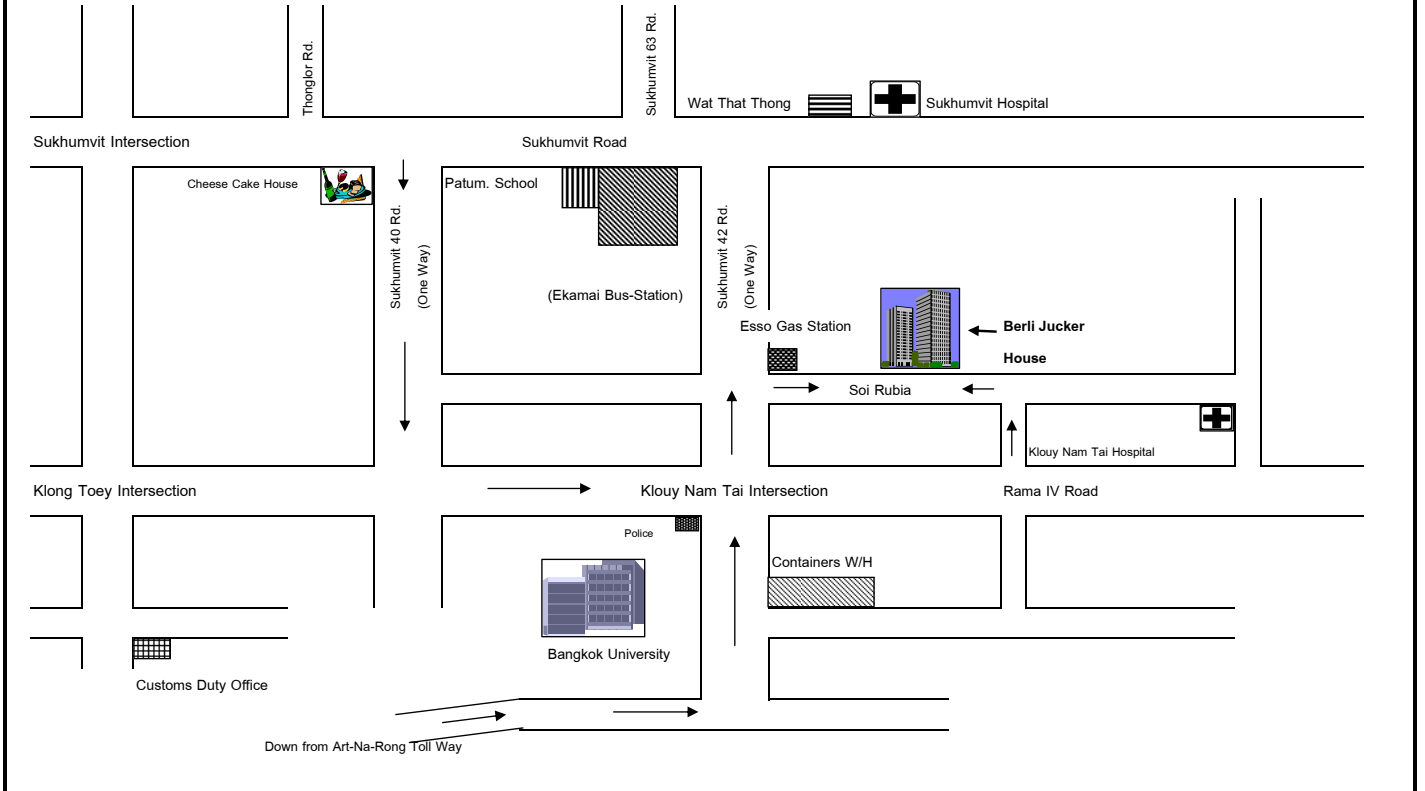 Thonglor Rd.
Sukhumvit 63 Rd.
Wat That Thong
Sukhumvit Hospital
Sukhumvit Intersection
Sukhumvit Road
Cheese Cake House
Patum. School
Sukhumvit 40 Rd.
(One Way)
Sukhumvit 42 Rd.
(One Way)
(Ekamai Bus-Station)
Esso Gas Station
Berli Jucker
House
Soi Rubia
Klouy Nam Tai Hospital
Klong Toey Intersection
Klouy Nam Tai Intersection
Rama IV Road
Police
Containers W/H
Bangkok University
Customs Duty Office
Down from Art-Na-Rong Toll Way